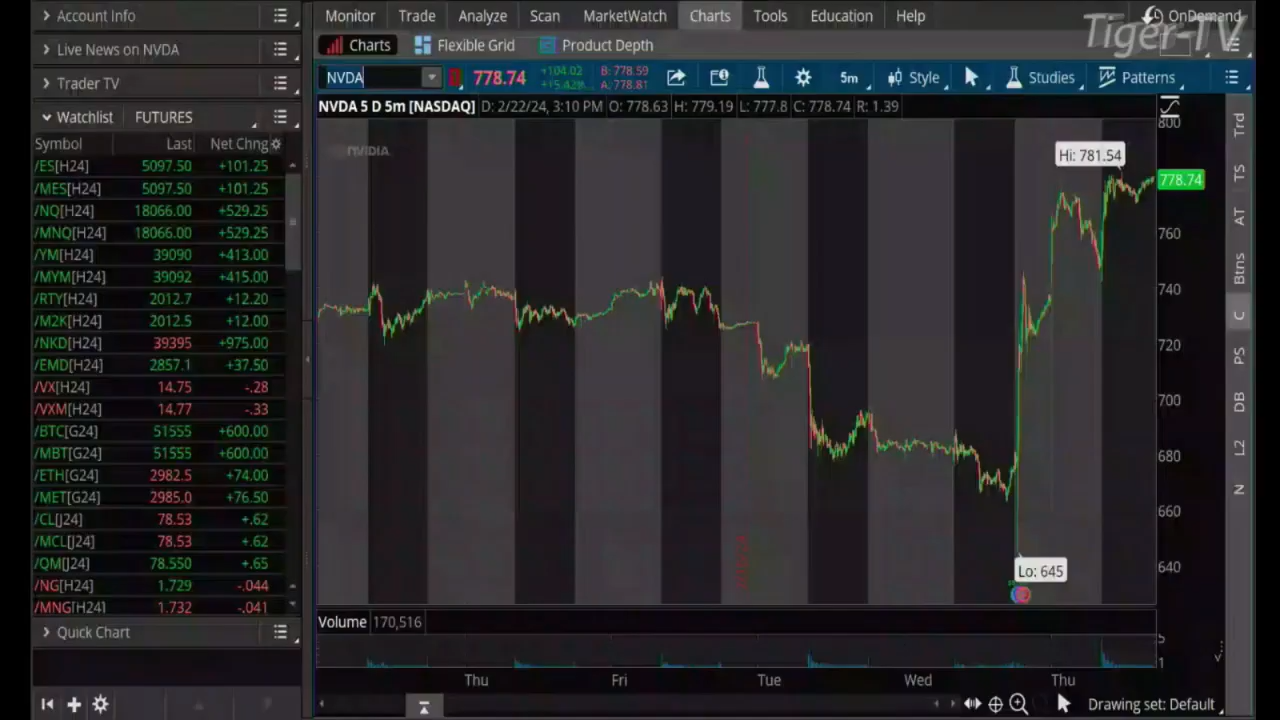 Account Info
Live News on NVDA
Trader TV
Watchlist FUTURES
Symbol Last Net Chng
/ES[H24] 5097.50 +101.25
/MES[H24] 5097.50 +101.25
/NQ[H24] 18066.00 +529.25
/MNQ[H24] 18066.00 +529.25
/YM[H24] 39090 +413.00
/MYM[H24] 39092 +415.00
/RTY[H24] 2012.7 +12.20
/M2K[H24] 2012.5 +12.00
/NKD[H24] 39395 +975.00
/EMD[H24] 2857.1 +37.50
/VX[H24] 14.75 -.28
/VXM[H24] 14.77 -.33
/BTC[G24] 51555 +600.00
/MBT[G24] 51555 +600.00
/ETH[G24] 2982.5 +74.00
/MET[G24] 2985.0 +76.50
/CL[J24] 78.53 +.62
/MCL[J24] 78.53 +.62
/QM[J24] 78.550 +.65
/NG[H24] 1.729 -.044
/MNG[H24] 1.732 -.041
Quick Chart
Monitor Trade Analyze Scan MarketWatch Charts Tools Education Help
OnDemand
Tiger-TV
Charts Flexible Grid Product Depth
NVDA 778.74 +104.02 B: 778.59
+15.42% A: 778.81
5m Style Studies Patterns
NVDA 5 D 5m [NASDAQ] D: 2/22/24, 3:10 PM O: 778.63 H: 779.19 L: 777.8 C: 778.74 R: 1.39
NVIDIA
800
Hi: 781.54
778.74
760
740
720
700
680
660
640
Lo: 645
Volume 170,516
5
1
Thu Fri Tue Wed Thu
Drawing set: Default
Trd
TS
AT
Btns
C
PS
DB
L2
N